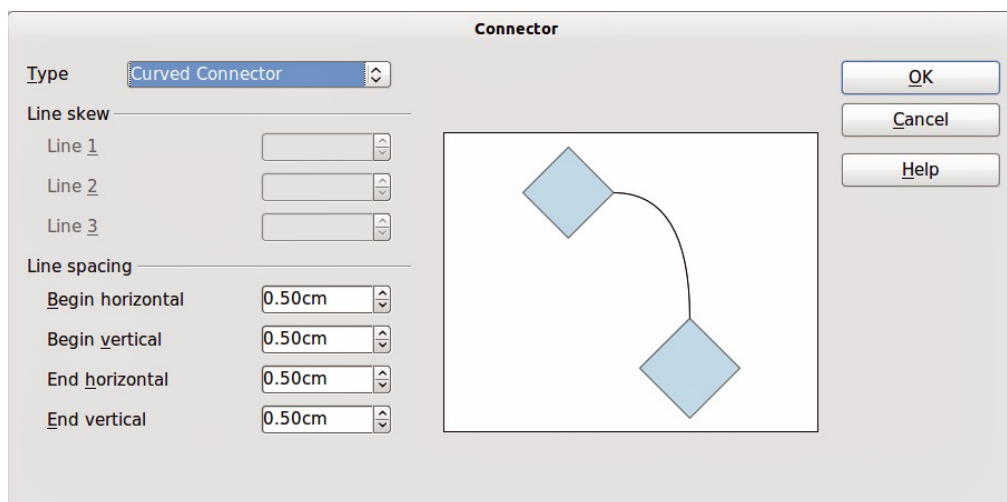 Connector
Type Curved Connector
OK
Cancel
Help
Line skew
Line 1
Line 2
Line 3
Line spacing
Begin horizontal 0.50cm
Begin vertical 0.50cm
End horizontal 0.50cm
End vertical 0.50cm